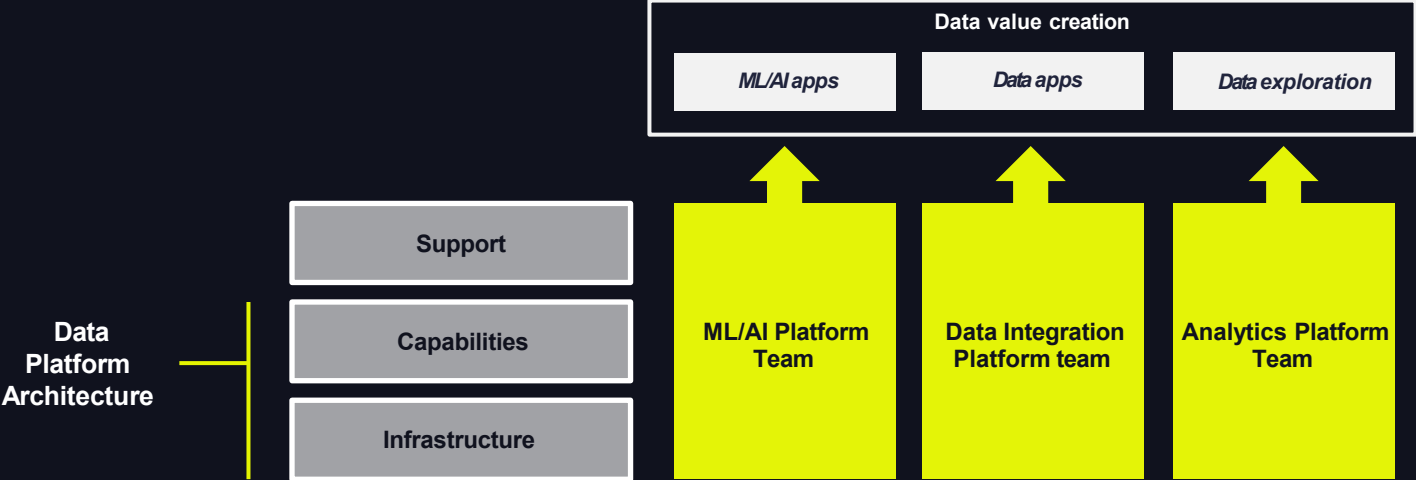 Data value creation
ML/AI apps
Data apps
Data exploration
Support
Capabilities
Infrastructure
Data
Platform
Architecture
ML/AI Platform
Team
Data Integration
Platform team
Analytics Platform
Team